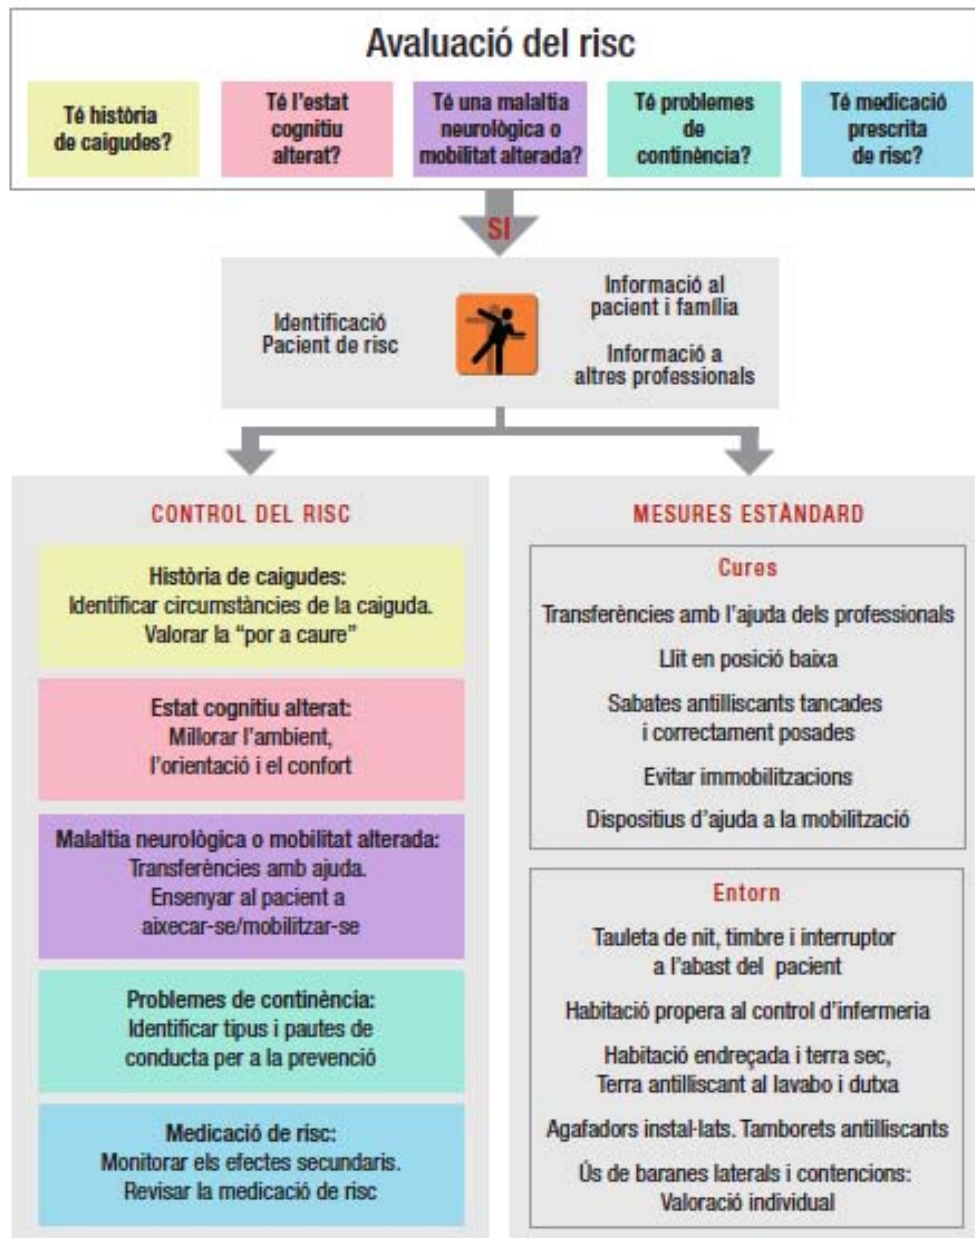 Avaluació del risc
Té història
de caigudes?
Té l'estat
cognitiu
alterat?
Té una malaltia
neurològica o
mobilitat alterada?
Té problemes
de
continència?
Té medicació
prescrita
de risc?
SI
Identificació
Pacient de risc
Informació al
pacient i família
Informació a
altres professionals
CONTROL DEL RISC
Història de caigudes:
Identificar circumstàncies de la caiguda.
Valorar la "por a caure"
Estat cognitiu alterat:
Millorar l'ambient,
l'orientació i el confort
Malaltia neurològica o mobilitat alterada:
Transferències amb ajuda.
Ensenyar al pacient a
aixecar-se/mobilitzar-se
Problemes de continència:
Identificar tipus i pautes de
conducta per a la prevenció
Medicació de risc:
Monitorar els efectes secundaris.
Revisar la medicació de risc
MESURES ESTÀNDARD
Cures
Transferències amb l'ajuda dels professionals
Llit en posició baixa
Sabates antilliscants tancades
i correctament posades
Evitar immobilitzacions
Dispositius d'ajuda a la mobilització
Entorn
Tauleta de nit, timbre i interruptor
a l'abast del pacient
Habitació propera al control d'infermeria
Habitació endreçada i terra sec,
Terra antilliscant al lavabo i dutxa
Agafadors instal·lats. Tamborets antilliscants
Ús de baranes laterals i contencions:
Valoració individual